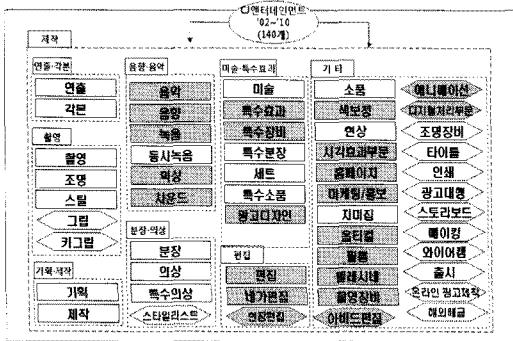 CJ엔터테인먼트
'02~'10
(140개)
제작
연출·각본
연출
각본
촬영
촬영
조명
스틸
그립
키그립
기획·제작
기획
제작
음향·음악
음악
음향
녹음
동시녹음
믹싱
사운드
분장·의상
분장
의상
특수의상
스타일리스트
미술·특수효과
미술
특수효과
특수장비
특수분장
세트
특수소품
광고디자인
편집
편집
네가편집
현장편집
기타
소품
색보정
현상
시각효과부문
홈페이지
마케팅/홍보
지미집
옵티컬
필름
텔레시네
촬영장비
아비드편집
애니메이션
디지털처리부문
조명장비
타이틀
인쇄
광고대행
스토리보드
메이킹
와이어캠
출시
온라인 광고제작
해외배급